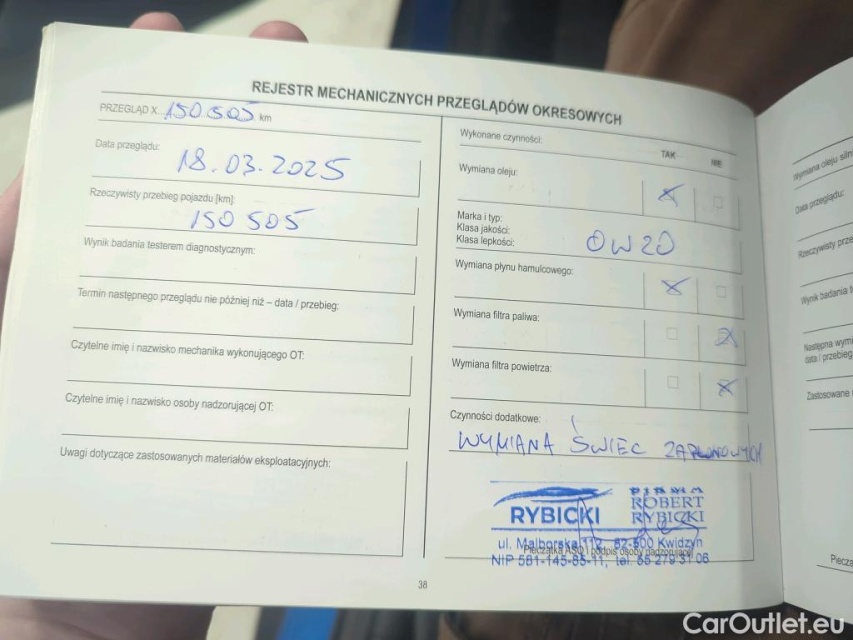 REJESTR MECHANICZNYCH PRZEGLĄDÓW OKRESOWYCH
PRZEGLĄD X 150 505 km
Data przeglądu:
18.03.2025
Rzeczywisty przebieg pojazdu [km]:
150 505
Wynik badania testerem diagnostycznym:
Termin następnego przeglądu nie później niż – data / przebieg:
Czytelne imię i nazwisko mechanika wykonującego OT:
Czytelne imię i nazwisko osoby nadzorującej OT:
Uwagi dotyczące zastosowanych materiałów eksploatacyjnych:
38
Wykonane czynności: TAK NIE
Wymiana oleju:
Marka i typ:
Klasa jakości:
Klasa lepkości: 0W20
Wymiana płynu hamulcowego:
Wymiana filtra paliwa:
Wymiana filtra powietrza:
Czynności dodatkowe:
WYMIANA ŚWIEC ZAPŁONOWYCH
RYBICKI
FIRMA
ROBERT
RYBICKI
ul. Malborska 112, 82-500 Kwidzyn
Pieczątka ASO i podpis osoby nadzorującej
NIP 581-145-85-11, tel. 55 279 31 06
Wymiana oleju
Data przeglądu:
Rzeczywisty
Wynik badania
Następna
data / przebieg
Zastosowane
CarOutlet.eu